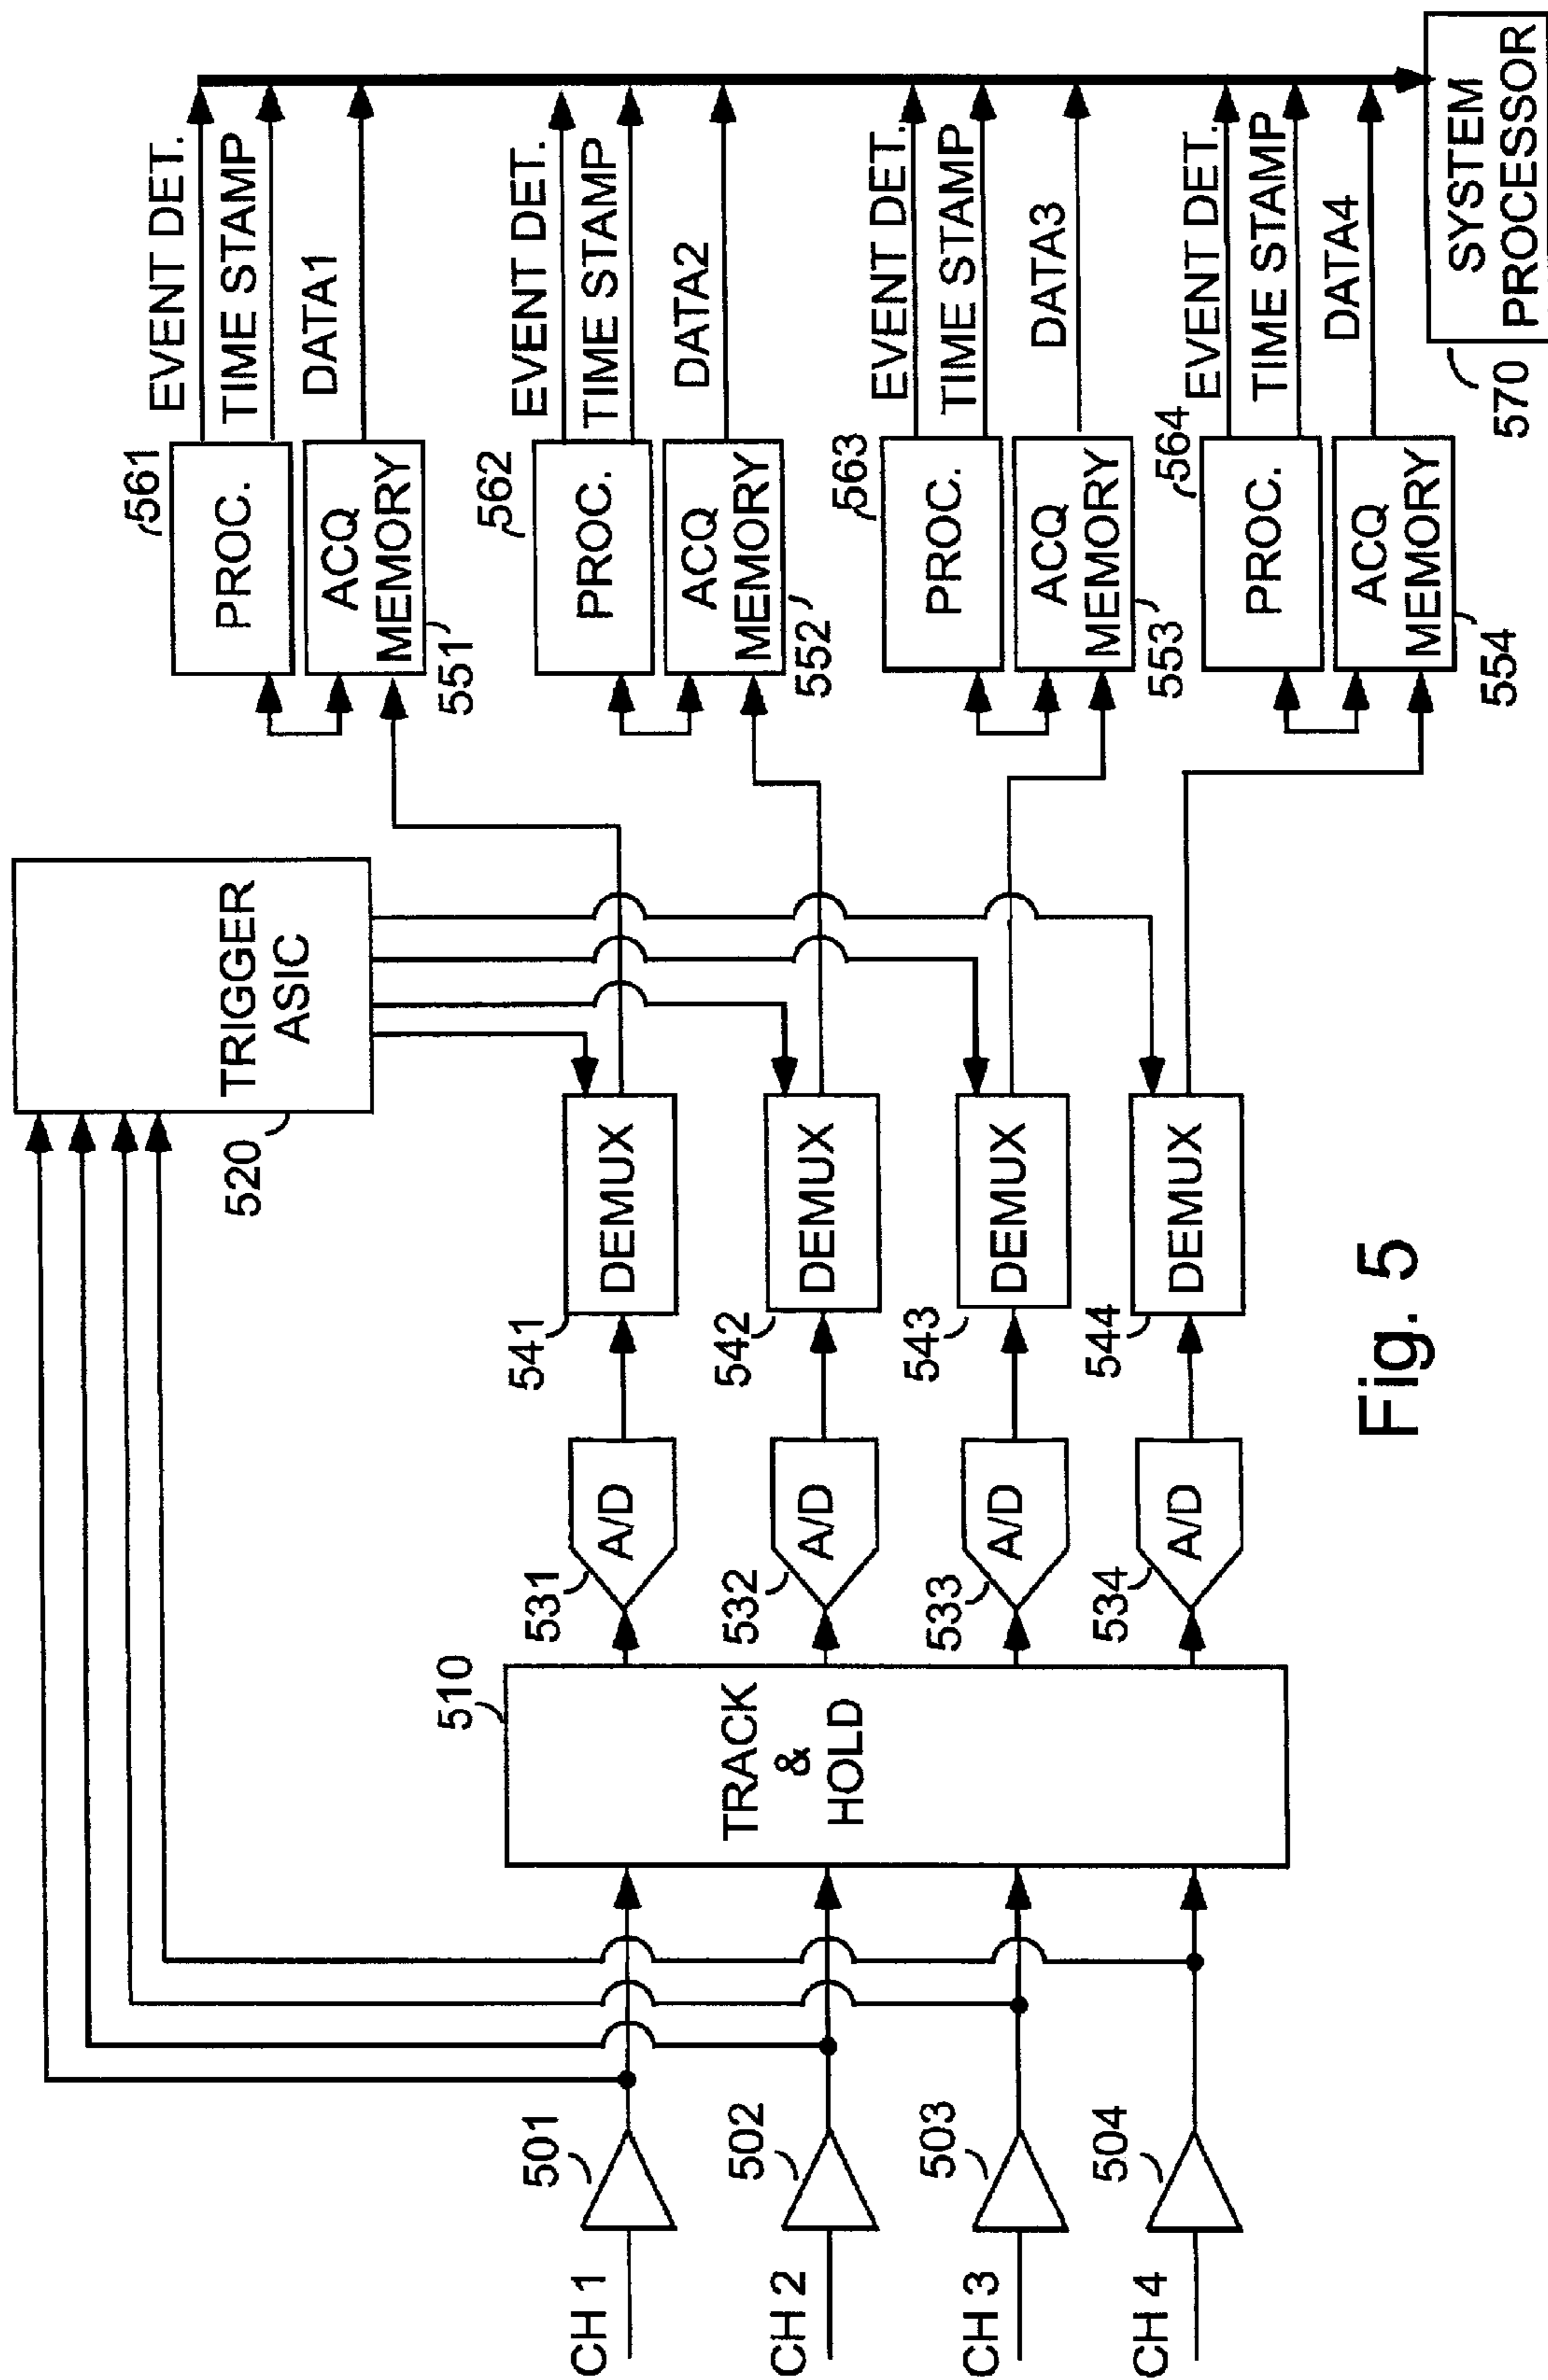 CH 1
CH 2
CH 3
CH 4
501
502
503
504
510
TRACK
&
HOLD
531
A/D
532
A/D
533
A/D
534
A/D
541
DEMUX
542
DEMUX
543
DEMUX
544
DEMUX
520
TRIGGER
ASIC
561
PROC.
ACQ
MEMORY
551
EVENT DET.
TIME STAMP
DATA1
562
PROC.
ACQ
MEMORY
552
EVENT DET.
TIME STAMP
DATA2
563
PROC.
ACQ
MEMORY
553
EVENT DET.
TIME STAMP
DATA3
564
PROC.
ACQ
MEMORY
554
EVENT DET.
TIME STAMP
DATA4
570
SYSTEM
PROCESSOR
Fig. 5